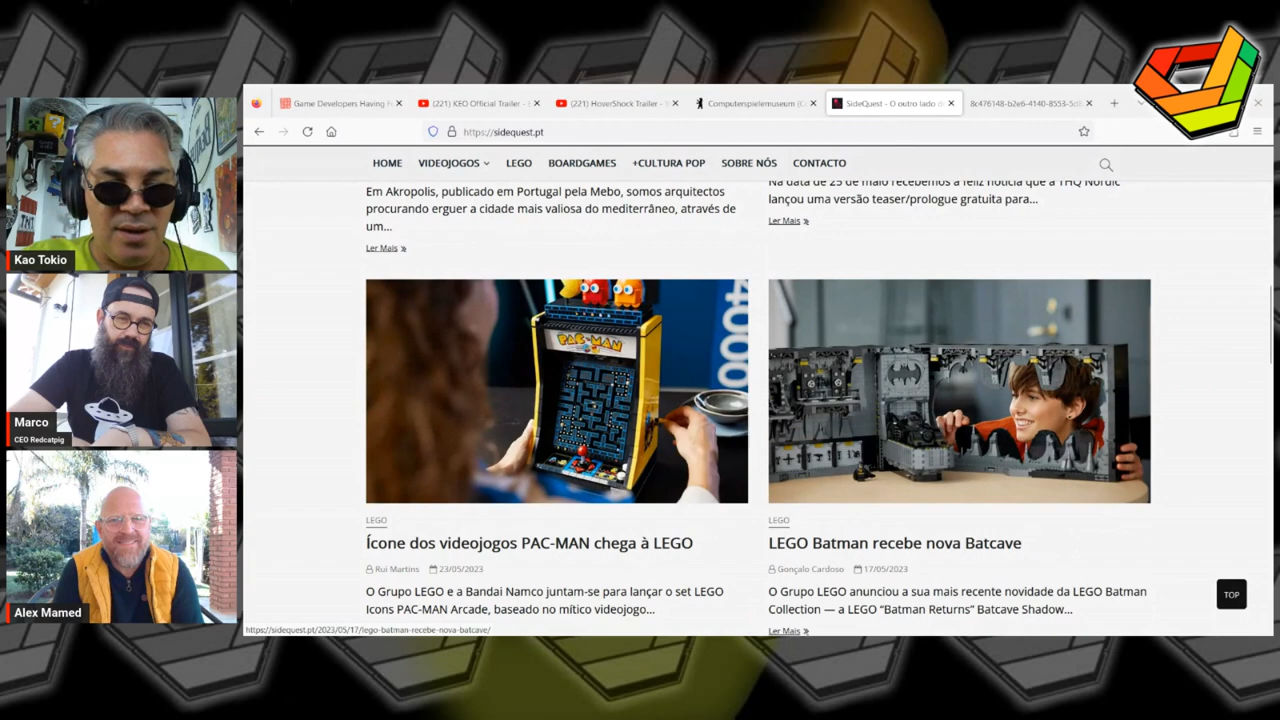 Game Developers Having F
(221) KEO Official Trailer -
(221) HoverShock Trailer -
Computerspielemuseum (C
SideQuest - O outro lado d
8c476148-b2e6-4140-8553-5d8
https://sidequest.pt
HOME VIDEOJOGOS LEGO BOARDGAMES +CULTURA POP SOBRE NÓS CONTACTO
Em Akropolis, publicado em Portugal pela Mebo, somos arquitectos
procurando erguer a cidade mais valiosa do mediterrâneo, através de
um...
Ler Mais »
Na data de 25 de maio recebemos a feliz notícia que a THQ Nordic
lançou uma versão teaser/prologue gratuita para...
Ler Mais »
PAC-MAN
LEGO
Ícone dos videojogos PAC-MAN chega à LEGO
Rui Martins 23/05/2023
O Grupo LEGO e a Bandai Namco juntam-se para lançar o set LEGO
Icons PAC-MAN Arcade, baseado no mítico videojogo...
LEGO
LEGO Batman recebe nova Batcave
Gonçalo Cardoso 17/05/2023
O Grupo LEGO anunciou a sua mais recente novidade da LEGO Batman
Collection — a LEGO “Batman Returns” Batcave Shadow...
Ler Mais »
TOP
https://sidequest.pt/2023/05/17/lego-batman-recebe-nova-batcave/
Kao Tokio
Marco
CEO Redcatpig
Alex Mamed